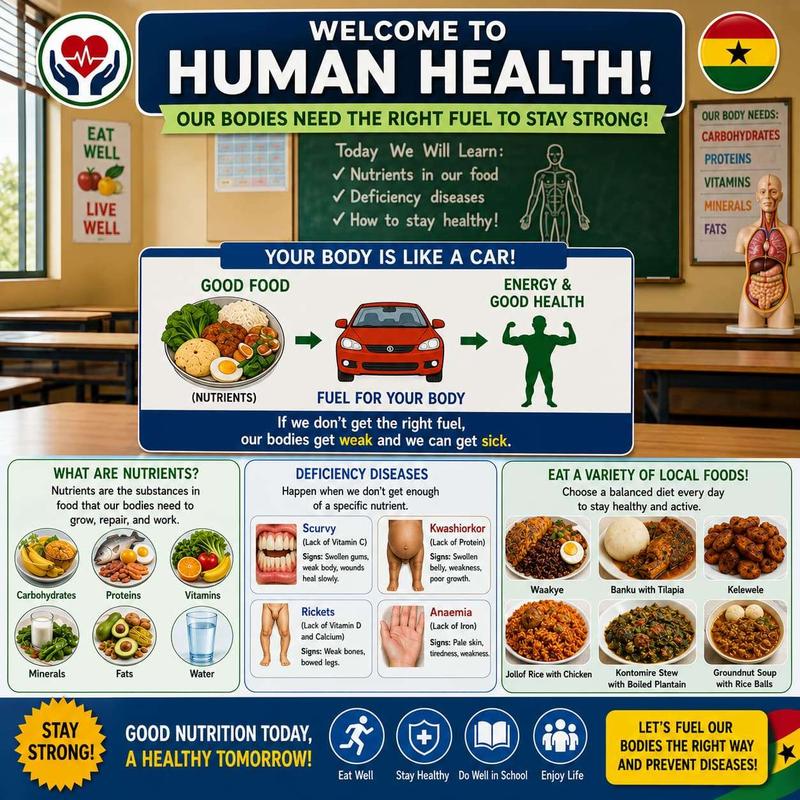 WELCOME TO
HUMAN HEALTH!
OUR BODIES NEED THE RIGHT FUEL TO STAY STRONG!
EAT
WELL
LIVE
WELL
Today We Will Learn:
✓ Nutrients in our food
✓ Deficiency diseases
✓ How to stay healthy!
OUR BODY NEEDS:
CARBOHYDRATES
PROTEINS
VITAMINS
MINERALS
FATS
YOUR BODY IS LIKE A CAR!
GOOD FOOD
(NUTRIENTS)
FUEL FOR YOUR BODY
ENERGY &
GOOD HEALTH
If we don't get the right fuel,
our bodies get weak and we can get sick.
WHAT ARE NUTRIENTS?
Nutrients are the substances in
food that our bodies need to
grow, repair, and work.
Carbohydrates
Proteins
Vitamins
Minerals
Fats
Water
DEFICIENCY DISEASES
Happen when we don't get enough
of a specific nutrient.
Scurvy
(Lack of Vitamin C)
Signs: Swollen gums,
weak body, wounds
heal slowly.
Kwashiorkor
(Lack of Protein)
Signs: Swollen
belly, weakness,
poor growth.
Rickets
(Lack of Vitamin D
and Calcium)
Signs: Weak bones,
bowed legs.
Anaemia
(Lack of Iron)
Signs: Pale skin,
tiredness, weakness.
EAT A VARIETY OF LOCAL FOODS!
Choose a balanced diet every day
to stay healthy and active.
Waakye
Banku with Tilapia
Kelewele
Jollof Rice with Chicken
Kontomire Stew
with Boiled Plantain
Groundnut Soup
with Rice Balls
STAY
STRONG!
GOOD NUTRITION TODAY,
A HEALTHY TOMORROW!
Eat Well
Stay Healthy
Do Well in School
Enjoy Life
LET'S FUEL OUR
BODIES THE RIGHT WAY
AND PREVENT DISEASES!